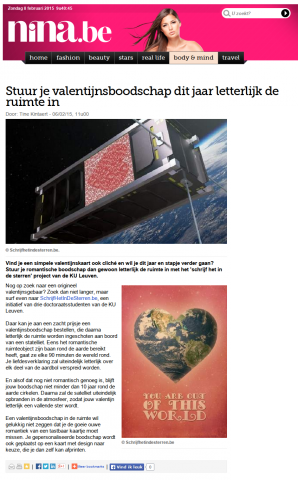 Zondag 8 februari 2015 14:40:45
nina.be
U zoekt ?
home
fashion
beauty
stars
real life
body & mind
travel
Stuur je valentijnsboodschap dit jaar letterlijk de
ruimte in
Door: Tine Kintaert - 06/02/15, 11u00
© Schrijfhetindesterren.be.
Vind je een simpele valentijnskaart ook cliché en wil je dit jaar en stapje verder gaan?
Stuur je romantische boodschap dan gewoon letterlijk de ruimte in met het 'schrijf het in
de sterren' project van de KU Leuven.
Nog op zoek naar een origineel
valentijnsgebaar? Zoek dan niet langer, maar
surf even naar SchrijfHetInDeSterren.be, een
initiatief van drie doctoraatsstudenten van de KU
Leuven.
Daar kan je aan een zacht prijsje een
valentijnsboodschap bestellen, die daarna
letterlijk de ruimte worden ingeschoten aan boord
van een satelliet. Eens het romantische
ruimteobject zijn baan rond de aarde bereikt
heeft, gaat ze elke 90 minuten de wereld rond.
Je liefdesverklaring zal uiteindelijk letterlijk over
elk deel van de aardbol verspreid worden.
En alsof dat nog niet romantisch genoeg is, blijft
jouw boodschap niet minder dan 10 jaar rond de
aarde cirkelen. Daarna zal de satelliet uiteindelijk
opbranden in de atmosfeer, zodat jouw valentijn
letterlijk een vallende ster wordt.
Een valentijnsboodschap in de ruimte wil
gelukkig niet zeggen dat je de goeie ouwe
romantiek van een tastbaar kaartje moet
missen. Je gepersonaliseerde boodschap wordt
ook geplaatst op een kaart met design naar
keuze, die je dan zelf kan afprinten.
YOU ARE OUT
OF THIS
WORLD
© Schrijfhetindesterren.be
Meer bookmarks
Vind ik leuk
0